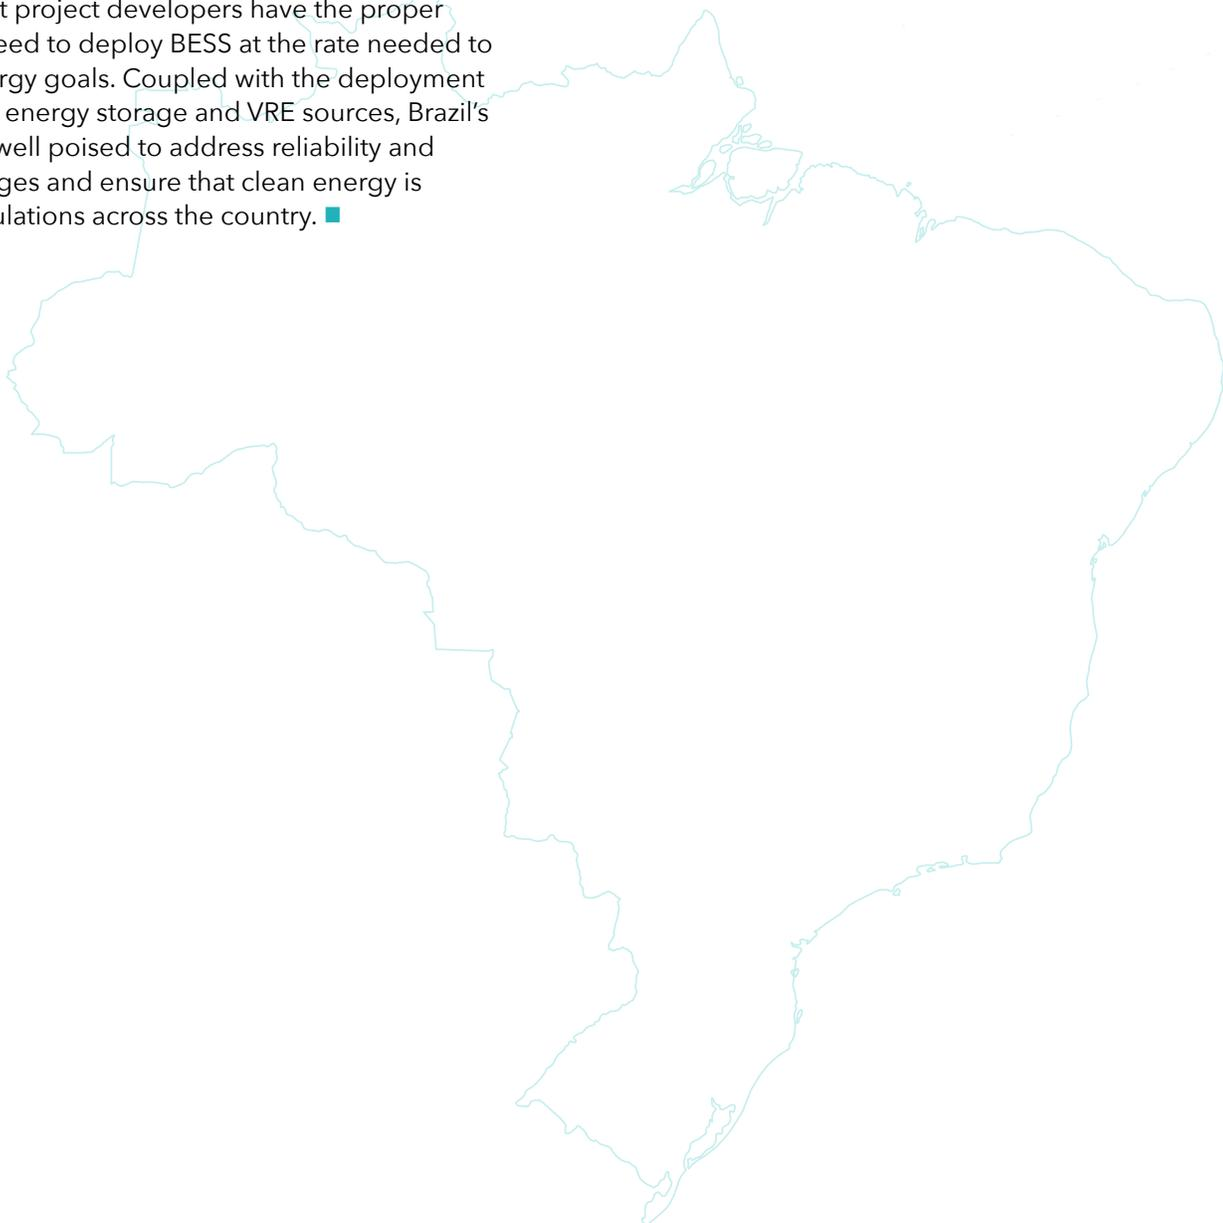 t project developers have the proper
eed to deploy BESS at the rate needed to
rgy goals. Coupled with the deployment
energy storage and VRE sources, Brazil's
well poised to address reliability and
ges and ensure that clean energy is
ulations across the country.